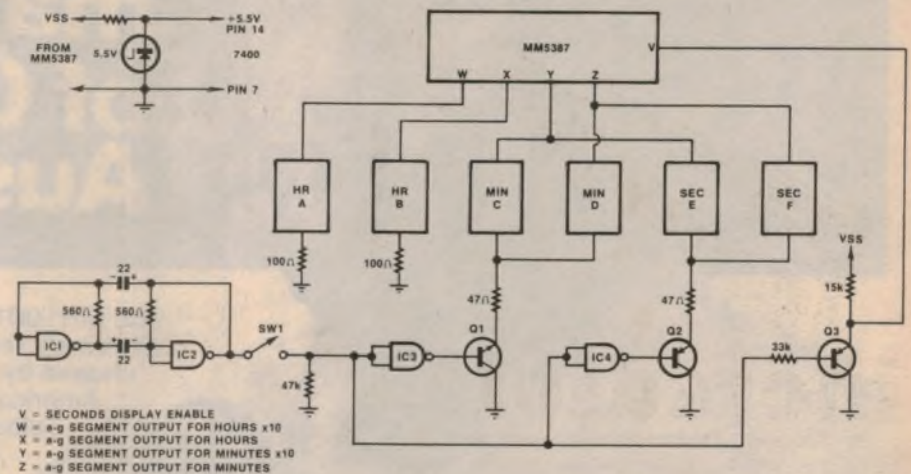 VSS
+5.5V
PIN 14
FROM
MM5387
5.5V
7400
PIN 7
MM5387
V
W X Y Z
HR
A
HR
B
MIN
C
MIN
D
SEC
E
SEC
F
100Ω
100Ω
47Ω
47Ω
VSS
15k
- 22 +
560Ω
560Ω
+ 22 -
IC1
IC2
SW1
47k
IC3
Q1
IC4
Q2
33k
Q3
V = SECONDS DISPLAY ENABLE
W = a-g SEGMENT OUTPUT FOR HOURS x10
X = a-g SEGMENT OUTPUT FOR HOURS
Y = a-g SEGMENT OUTPUT FOR MINUTES x10
Z = a-g SEGMENT OUTPUT FOR MINUTES